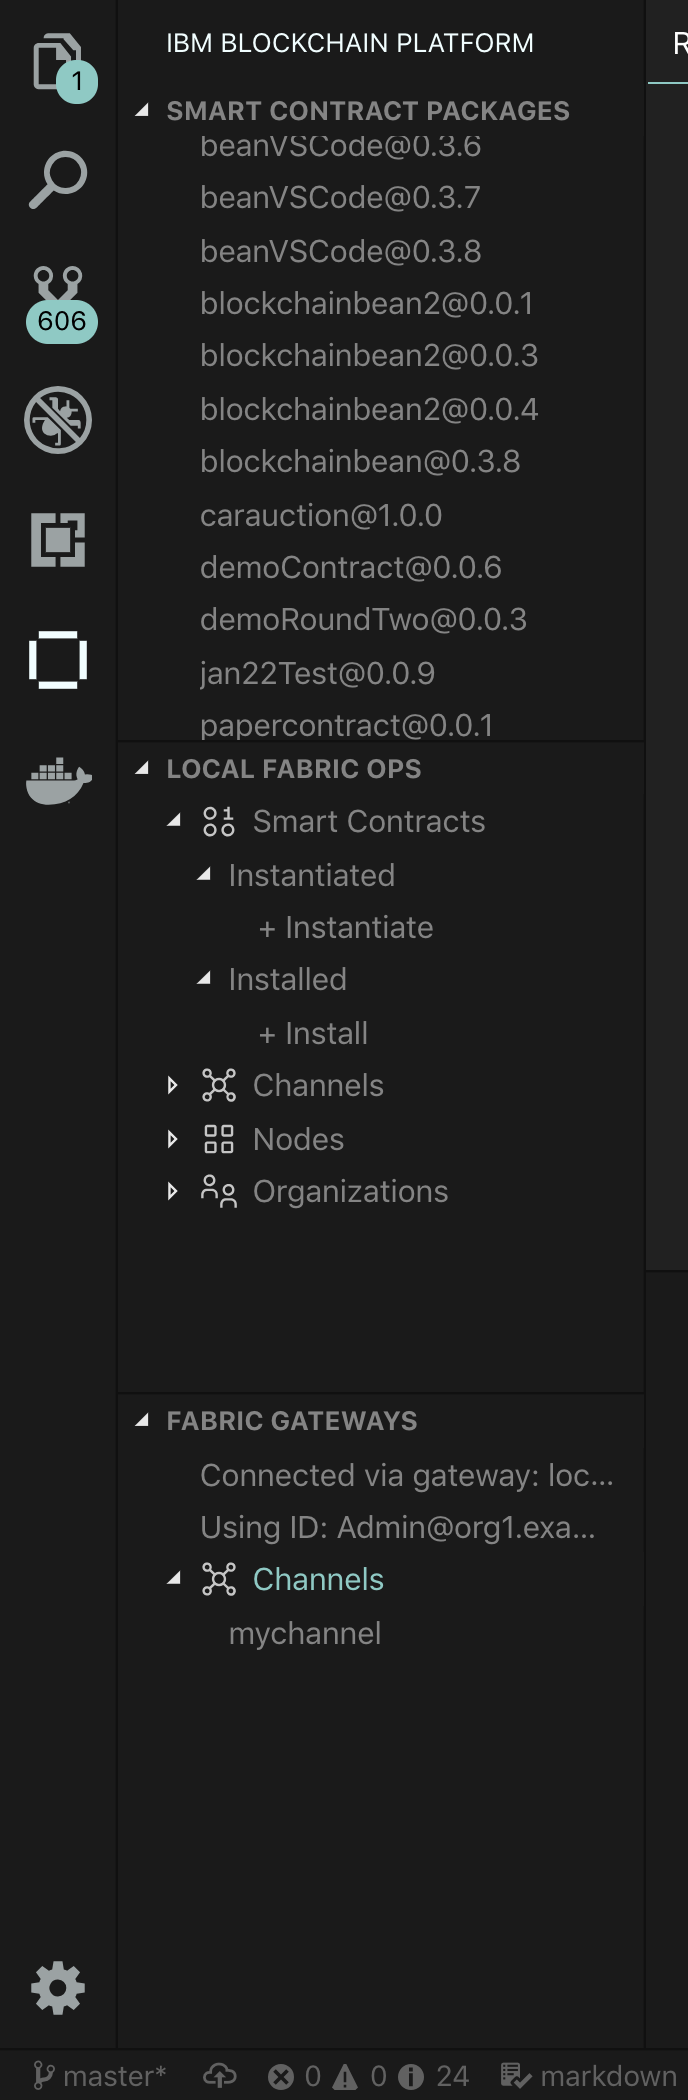 IBM BLOCKCHAIN PLATFORM
R
1
SMART CONTRACT PACKAGES
beanVSCode@0.3.6
beanVSCode@0.3.7
beanVSCode@0.3.8
blockchainbean2@0.0.1
606
blockchainbean2@0.0.3
blockchainbean2@0.0.4
blockchainbean@0.3.8
carauction@1.0.0
demoContract@0.0.6
demoRoundTwo@0.0.3
jan22Test@0.0.9
papercontract@0.0.1
LOCAL FABRIC OPS
Smart Contracts
Instantiated
+ Instantiate
Installed
+ Install
Channels
Nodes
Organizations
FABRIC GATEWAYS
Connected via gateway: loc...
Using ID: Admin@org1.exa...
Channels
mychannel
master* 0 0 24 markdown